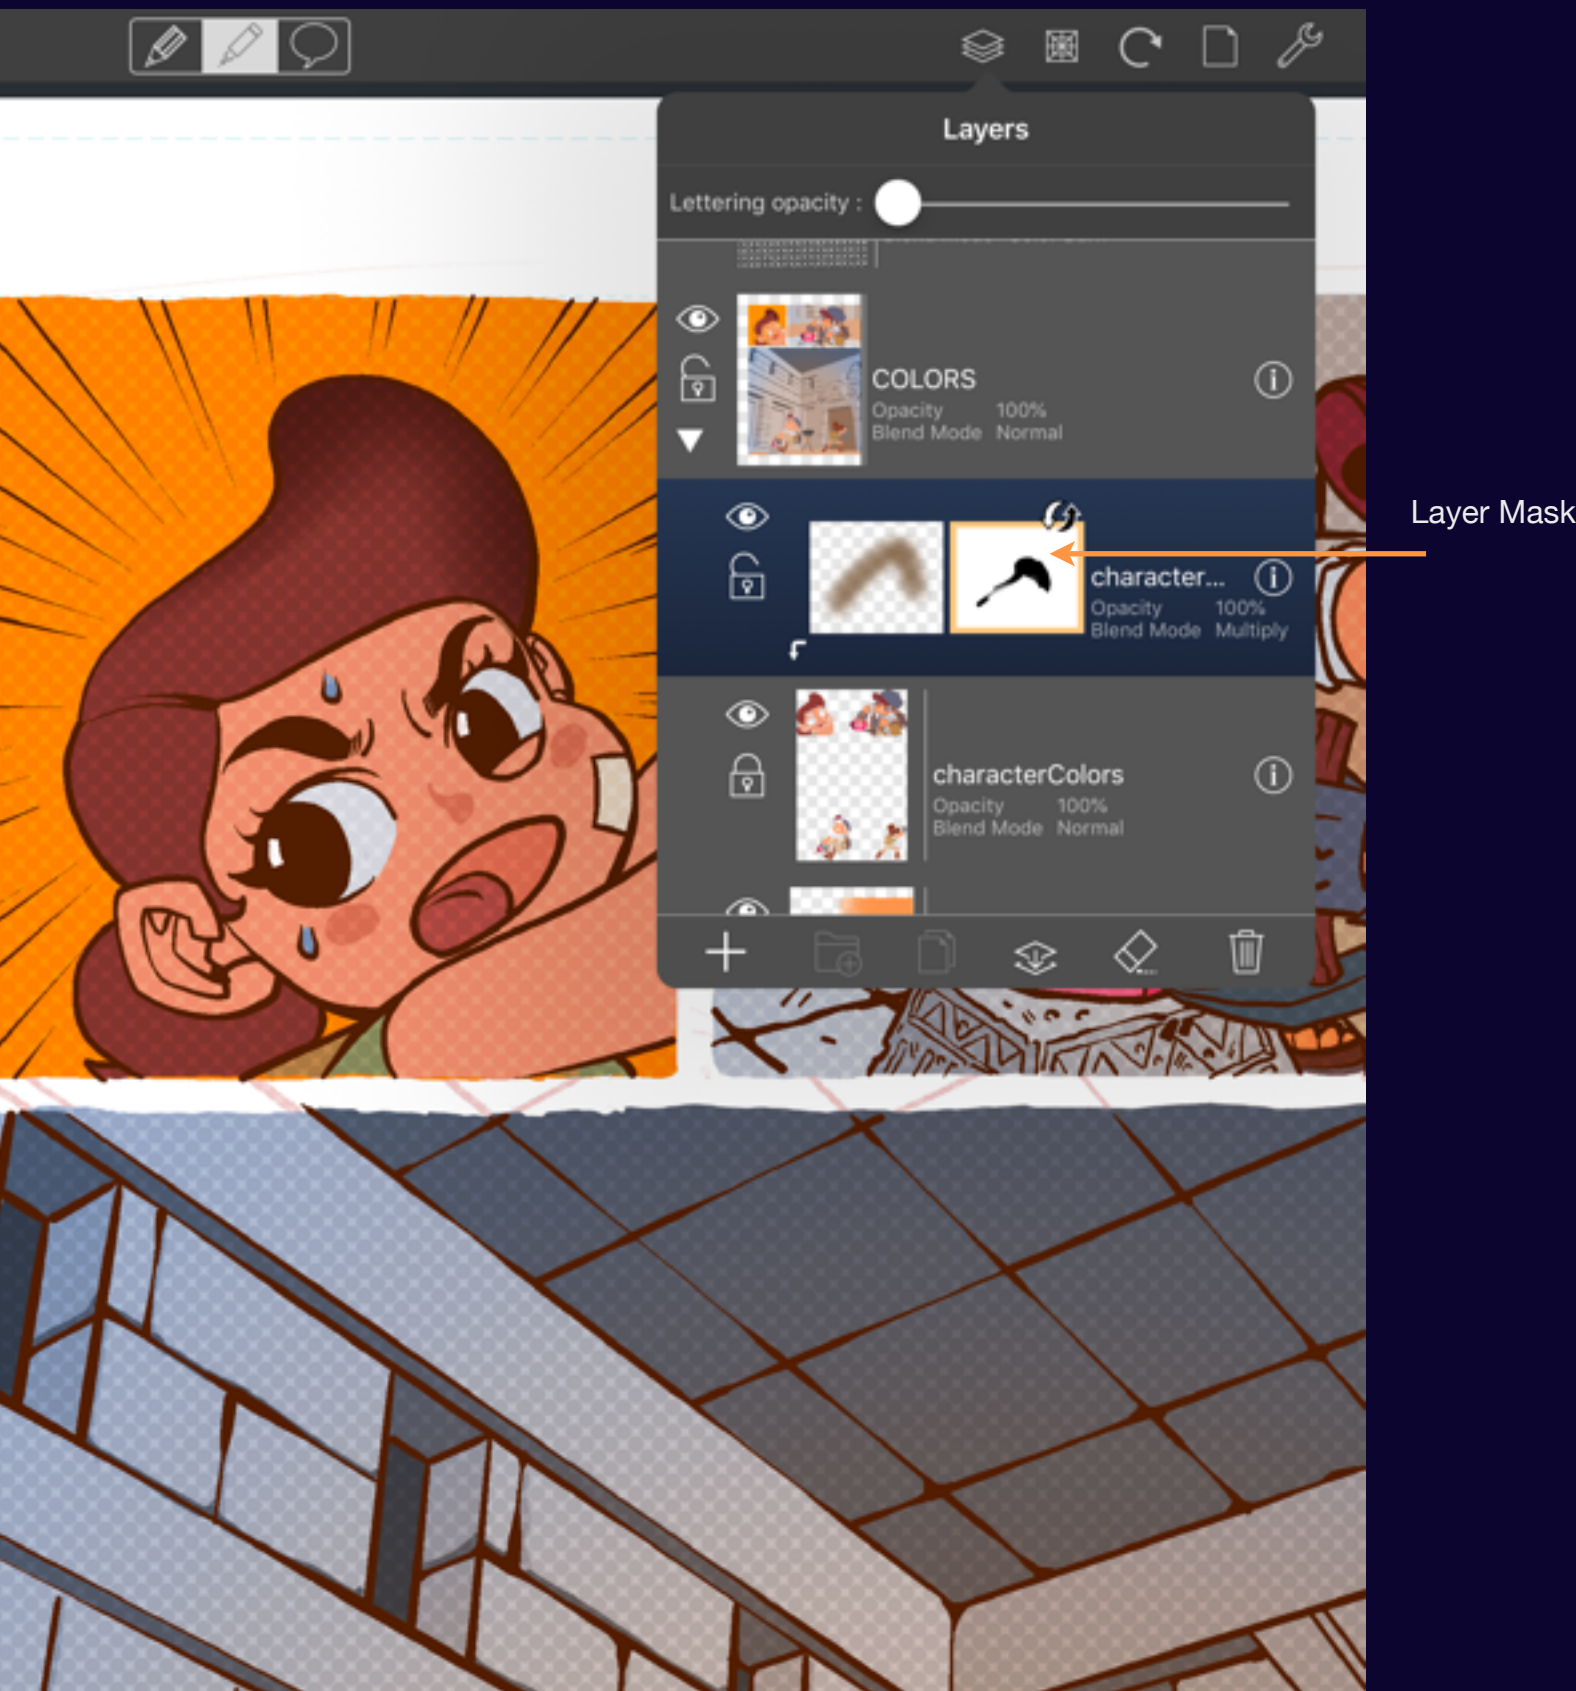 Layers
Lettering opacity :
COLORS
Opacity 100%
Blend Mode Normal
Layer Mask
character...
Opacity 100%
Blend Mode Multiply
characterColors
Opacity 100%
Blend Mode Normal